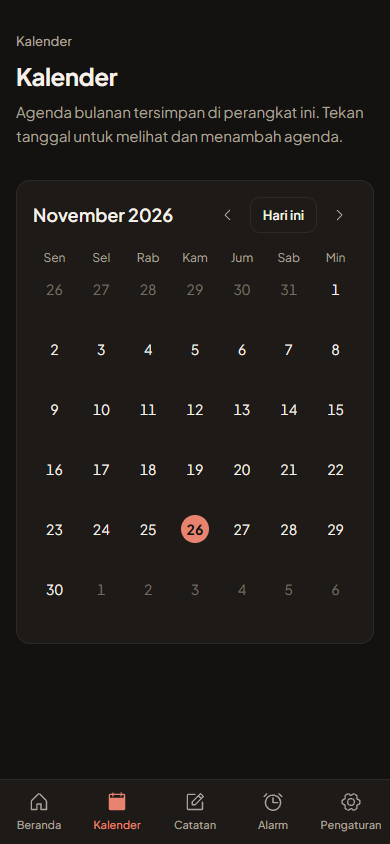 Kalender
Kalender
Agenda bulanan tersimpan di perangkat ini. Tekan
tanggal untuk melihat dan menambah agenda.
November 2026
Hari ini
Sen Sel Rab Kam Jum Sab Min
26 27 28 29 30 31 1
2 3 4 5 6 7 8
9 10 11 12 13 14 15
16 17 18 19 20 21 22
23 24 25 26 27 28 29
30 1 2 3 4 5 6
Beranda Kalender Catatan Alarm Pengaturan